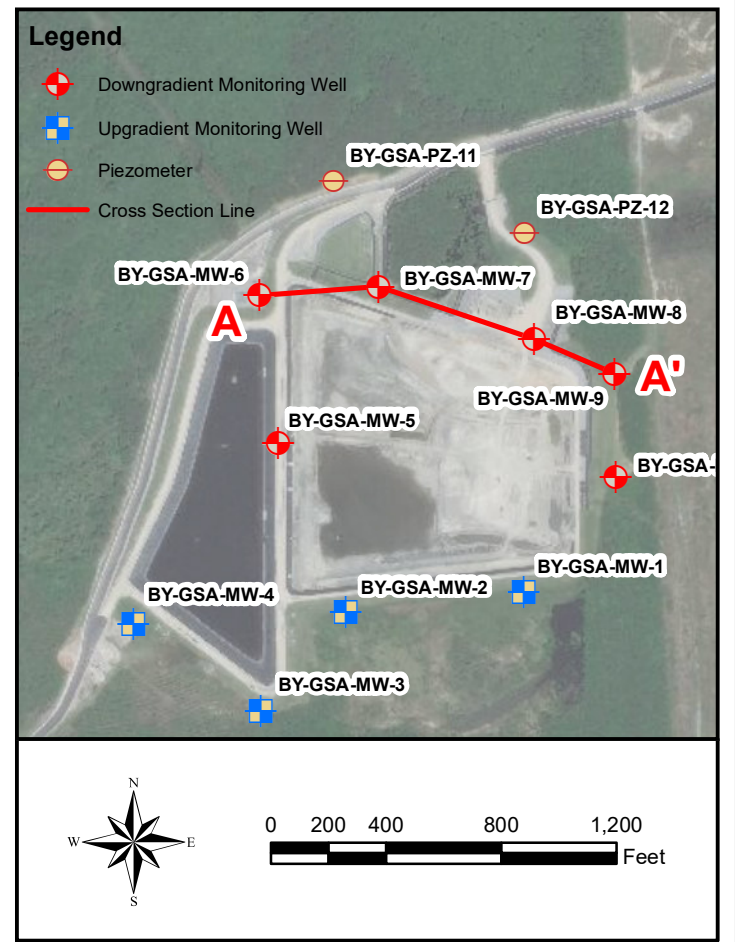 Legend
Downgradient Monitoring Well
Upgradient Monitoring Well
Piezometer
Cross Section Line
BY-GSA-PZ-11
BY-GSA-PZ-12
BY-GSA-MW-6
BY-GSA-MW-7
A
BY-GSA-MW-8
A'
BY-GSA-MW-9
BY-GSA-MW-5
BY-GSA-
BY-GSA-MW-1
BY-GSA-MW-2
BY-GSA-MW-4
BY-GSA-MW-3
N
W E
S
0 200 400 800 1,200
Feet